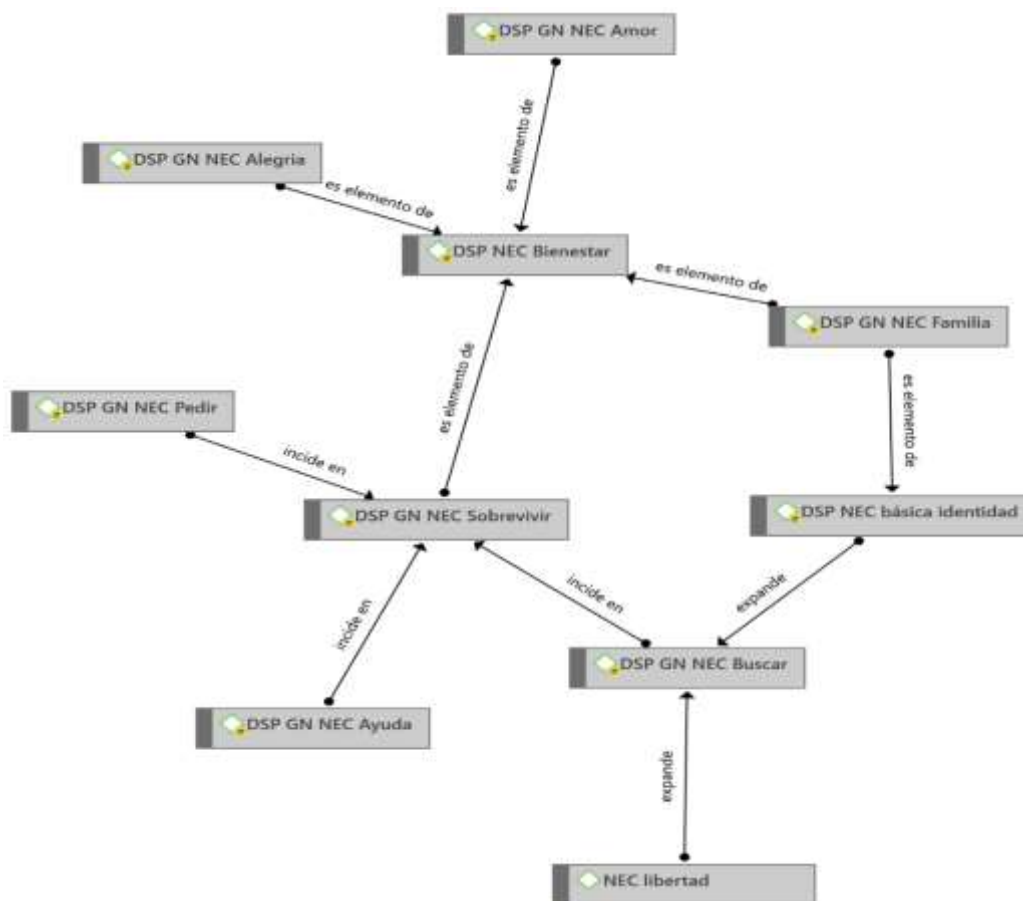 DSP GN NEC Amor
es elemento de
DSP GN NEC Alegria
es elemento de
DSP NEC Bienestar
es elemento de
DSP GN NEC Familia
es elemento de
es elemento de
DSP GN NEC Pedir
incide en
DSP GN NEC Sobrevivir
DSP NEC básica identidad
incide en
incide en
expande
DSP GN NEC Buscar
DSP GN NEC Ayuda
expande
NEC libertad